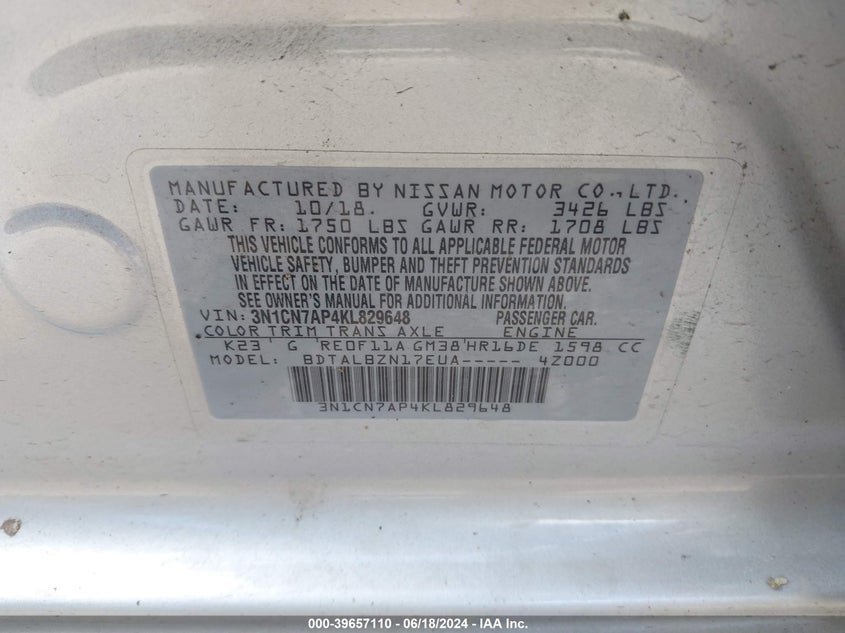 MANUFACTURED BY NISSAN MOTOR CO., LTD.
DATE: 10/18. GVWR: 3426 LBS
GAWR FR: 1750 LBS GAWR RR: 1708 LBS
THIS VEHICLE CONFORMS TO ALL APPLICABLE FEDERAL MOTOR
VEHICLE SAFETY, BUMPER AND THEFT PREVENTION STANDARDS
IN EFFECT ON THE DATE OF MANUFACTURE SHOWN ABOVE.
SEE OWNER'S MANUAL FOR ADDITIONAL INFORMATION.
VIN: 3N1CN7AP4KL829648 PASSENGER CAR.
COLOR TRIM TRANS AXLE ENGINE
K23 G RE0F11A GM38 HR16DE 1598 CC
MODEL: BDTALBZN17EUA----- 4Z000
3N1CN7AP4KL829648
000-39657110 - 06/18/2024 - IAA Inc.